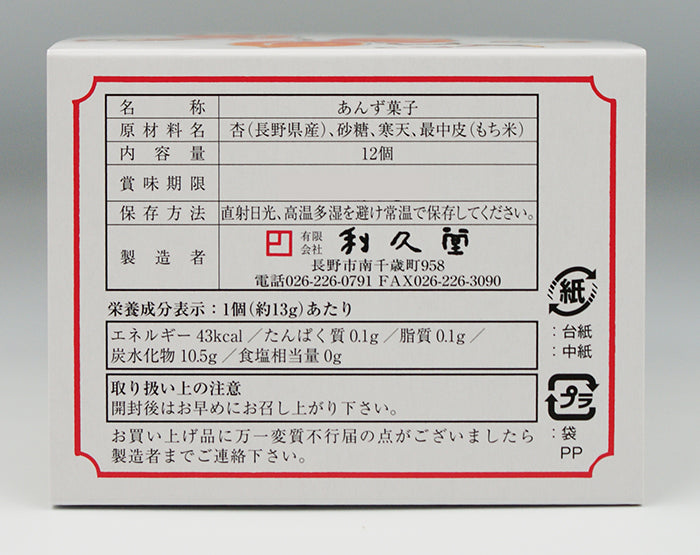 名称 あんず菓子
原材料名 杏(長野県産)、砂糖、寒天、最中皮(もち米)
内容量 12個
賞味期限
保存方法 直射日光、高温多湿を避け常温で保存してください。
製造者 有限会社 利久堂
長野市南千歳町958
電話026-226-0791 FAX026-226-3090
栄養成分表示：1個(約13g)あたり
エネルギー43kcal／たんぱく質0.1g／脂質0.1g／
炭水化物10.5g／食塩相当量0g
取り扱い上の注意
開封後はお早めにお召し上がり下さい。
お買い上げ品に万一変質不行届の点がございましたら
製造者までご連絡下さい。
紙
：台紙
：中紙
プラ
：袋
PP